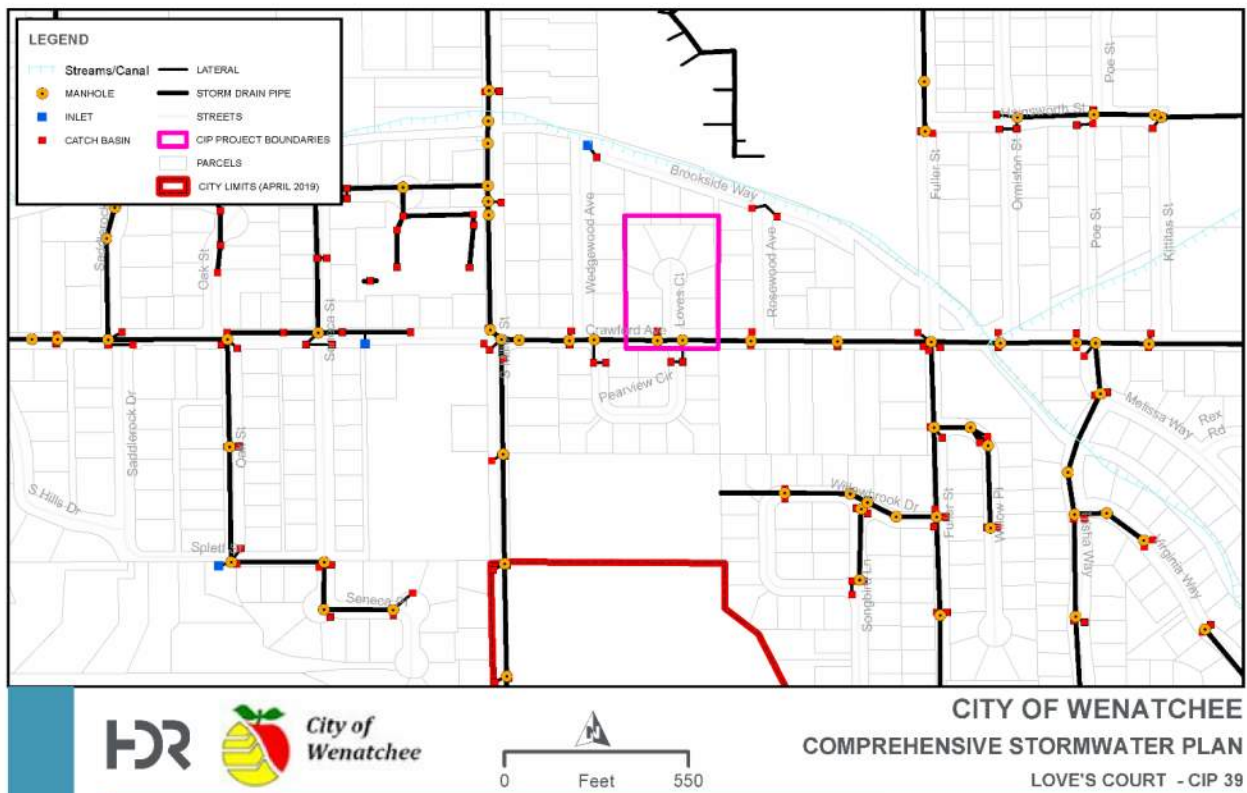 LEGEND
Streams/Canal
MANHOLE
INLET
CATCH BASIN
LATERAL
STORM DRAIN PIPE
STREETS
CIP PROJECT BOUNDARIES
PARCELS
CITY LIMITS (APRIL 2019)
Poe St
Hainsworth St
Fuller St
Ormiston St
Poe St
Kittitas St
Brookside Way
Wedgewood Ave
Loves Ct
Rosewood Ave
Oak St
Crawford Ave
Pearview Cir
Melissa Way
Rex Rd
Saddlerock Dr
Oak St
S Hills Dr
Splett
Seneca Pl
Willowbrook Dr
Fuller St
Willow Pl
Songbird Ln
Virginia Way
HDR
City of
Wenatchee
N
0 Feet 550
CITY OF WENATCHEE
COMPREHENSIVE STORMWATER PLAN
LOVE'S COURT - CIP 39